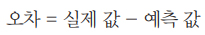 오차 = 실제 값 − 예측 값